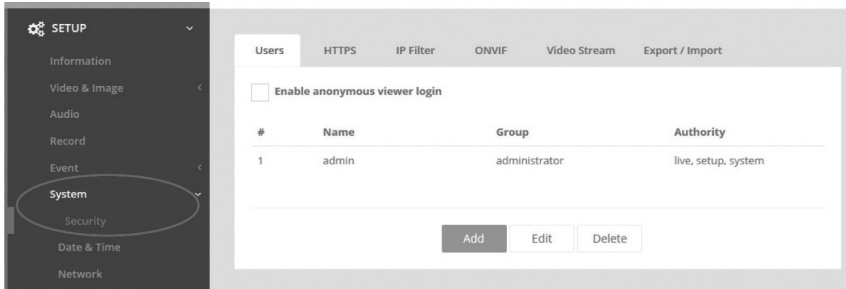 SETUP
Information
Video & Image
Audio
Record
Event
System
Security
Date & Time
Network
Users HTTPS IP Filter ONVIF Video Stream Export / Import
Enable anonymous viewer login
# Name Group Authority
1 admin administrator live, setup, system
Add Edit Delete